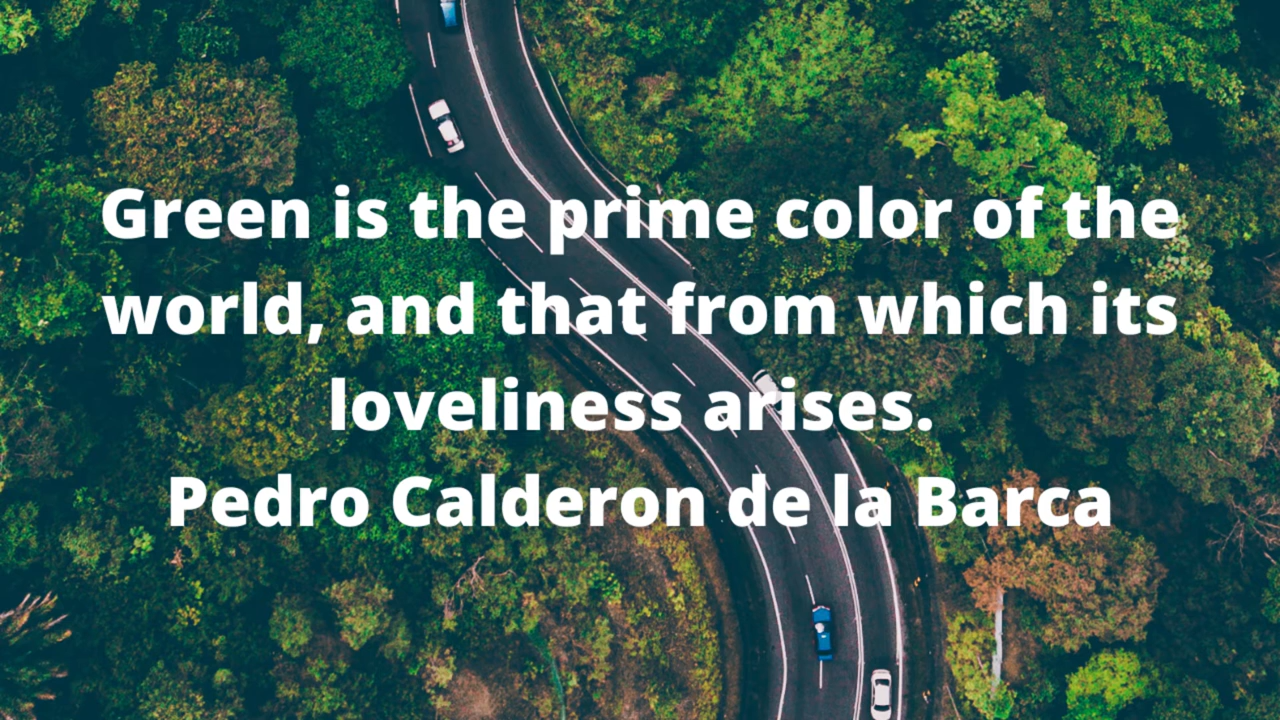 Green is the prime color of the
world, and that from which its
loveliness arises.
Pedro Calderon de la Barca